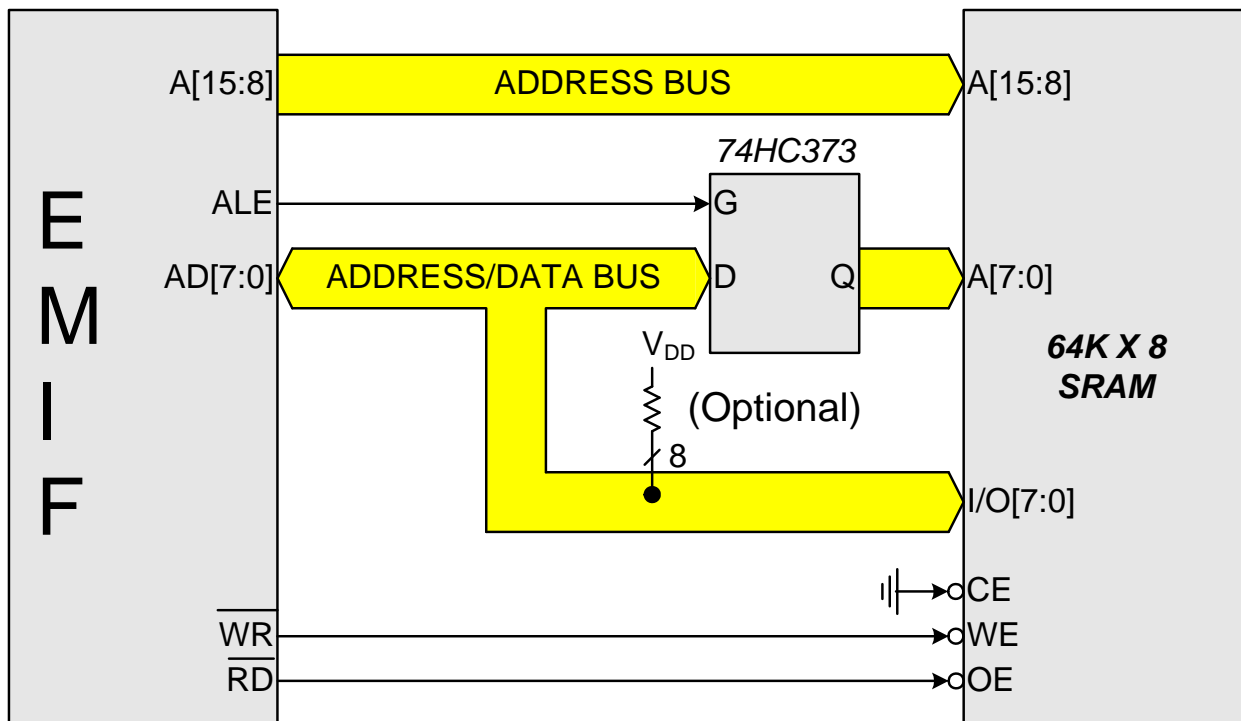 A[15:8] ADDRESS BUS A[15:8]
74HC373
ALE G
AD[7:0] ADDRESS/DATA BUS D Q A[7:0]
E
M
I
F
64K X 8
SRAM
VDD
(Optional)
8
I/O[7:0]
CE
WR WE
RD OE